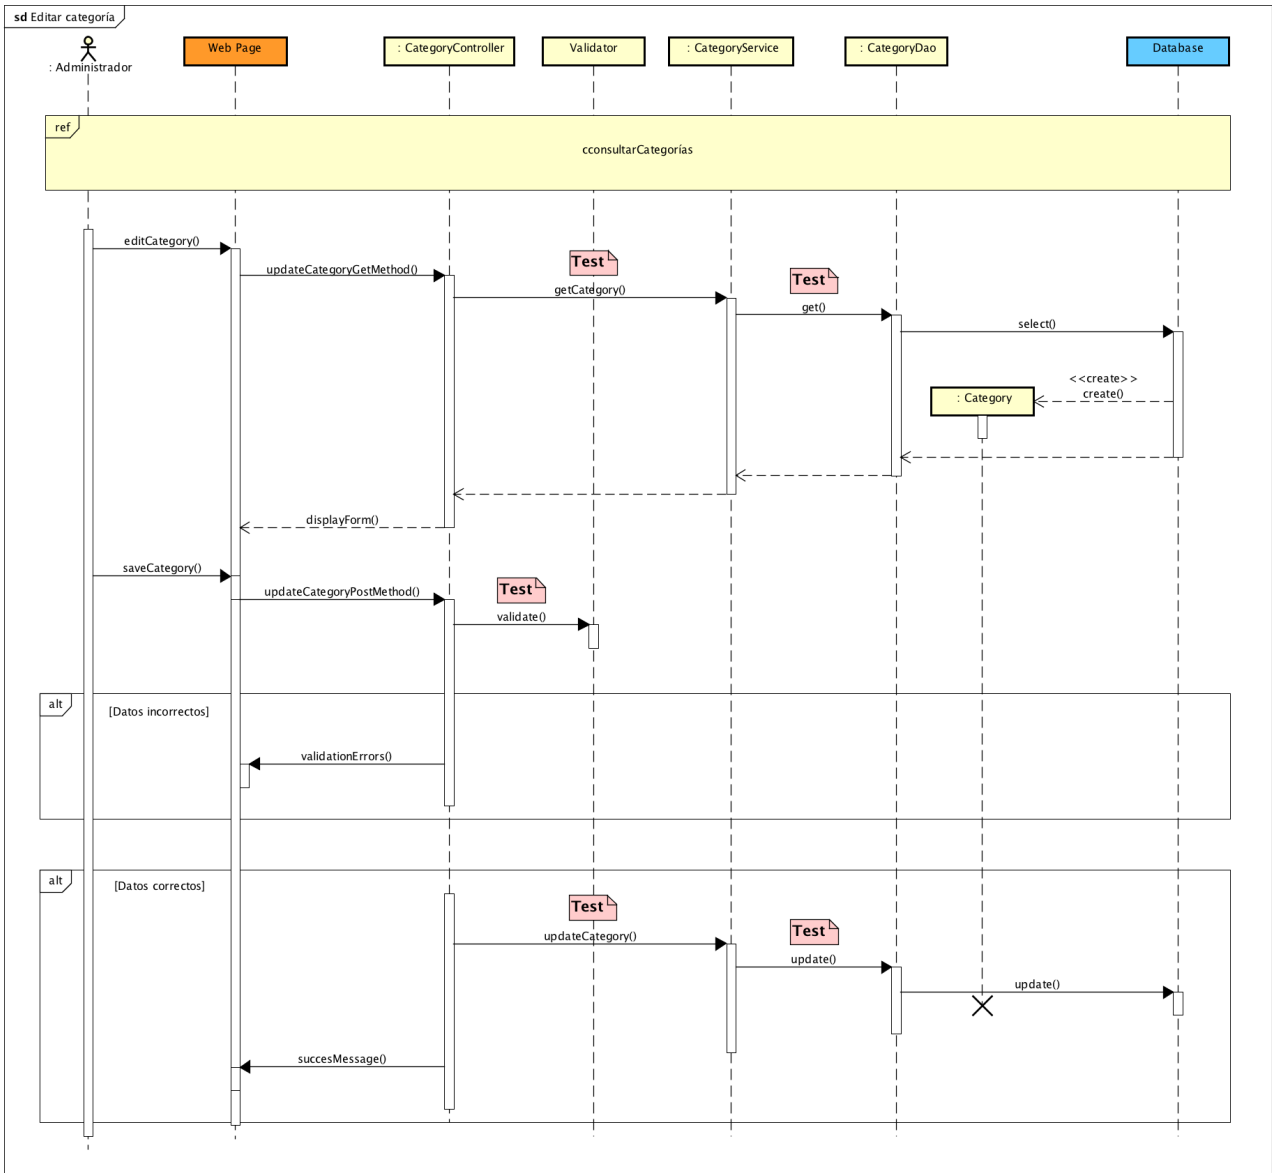 sd Editar categoría
: Administrador
Web Page
: CategoryController
Validator
: CategoryService
: CategoryDao
Database
ref
cconsultarCategorías
editCategory()
updateCategoryGetMethod()
Test
getCategory()
Test
get()
select()
<<create>>
create()
: Category
displayForm()
saveCategory()
updateCategoryPostMethod()
Test
validate()
alt
[Datos incorrectos]
validationErrors()
alt
[Datos correctos]
Test
updateCategory()
Test
update()
update()
succesMessage()